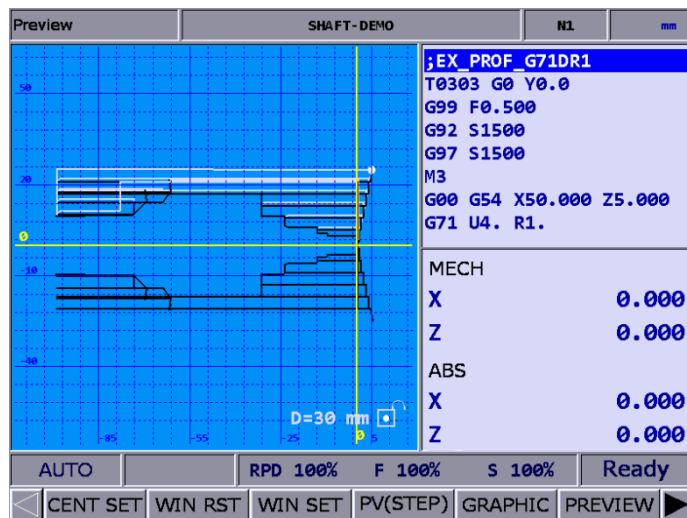 Preview
SHAFT-DEMO
N1
mm
50
20
0
-10
-40
D=30 mm
-85
-55
-25
0
5
;EX_PROF_G71DR1
T0303 G0 Y0.0
G99 F0.500
G92 S1500
G97 S1500
M3
G00 G54 X50.000 Z5.000
G71 U4. R1.
MECH
X 0.000
Z 0.000
ABS
X 0.000
Z 0.000
AUTO
RPD 100% F 100% S 100%
Ready
CENT SET
WIN RST
WIN SET
PV(STEP)
GRAPHIC
PREVIEW